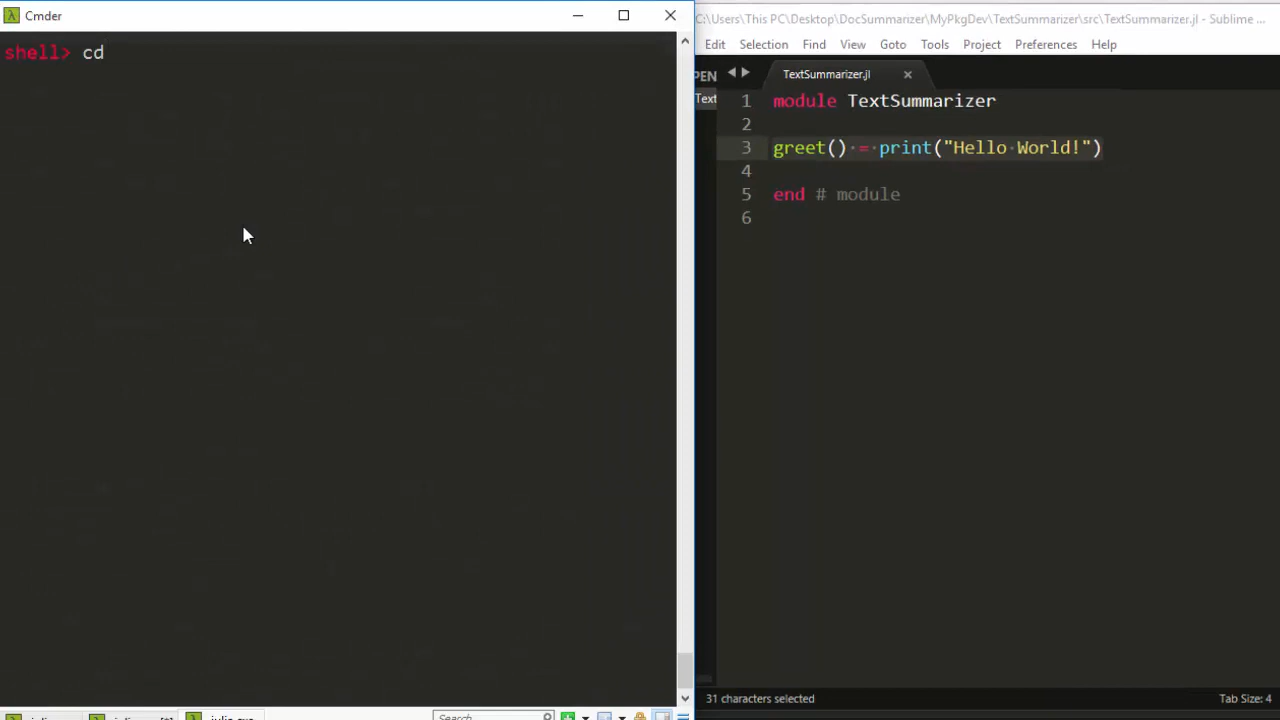 Cmder
C:\Users\This PC\Desktop\DocSummarizer\MyPkgDev\TextSummarizer\src\TextSummarizer.jl - Sublime ...
Edit Selection Find View Goto Tools Project Preferences Help
shell> cd
PEN
TextSummarizer.jl
Text
1 module TextSummarizer
2
3 greet() = print("Hello World!")
4
5 end # module
6
31 characters selected
Tab Size: 4
Search